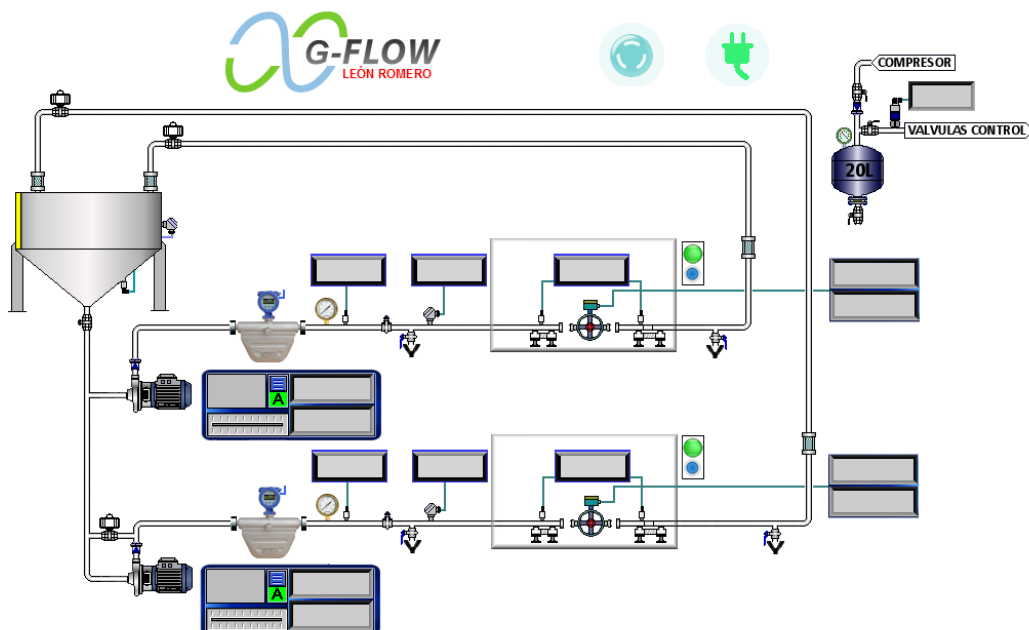 G-FLOW
LEÓN ROMERO
COMPRESOR
VALVULAS CONTROL
20L
A
A